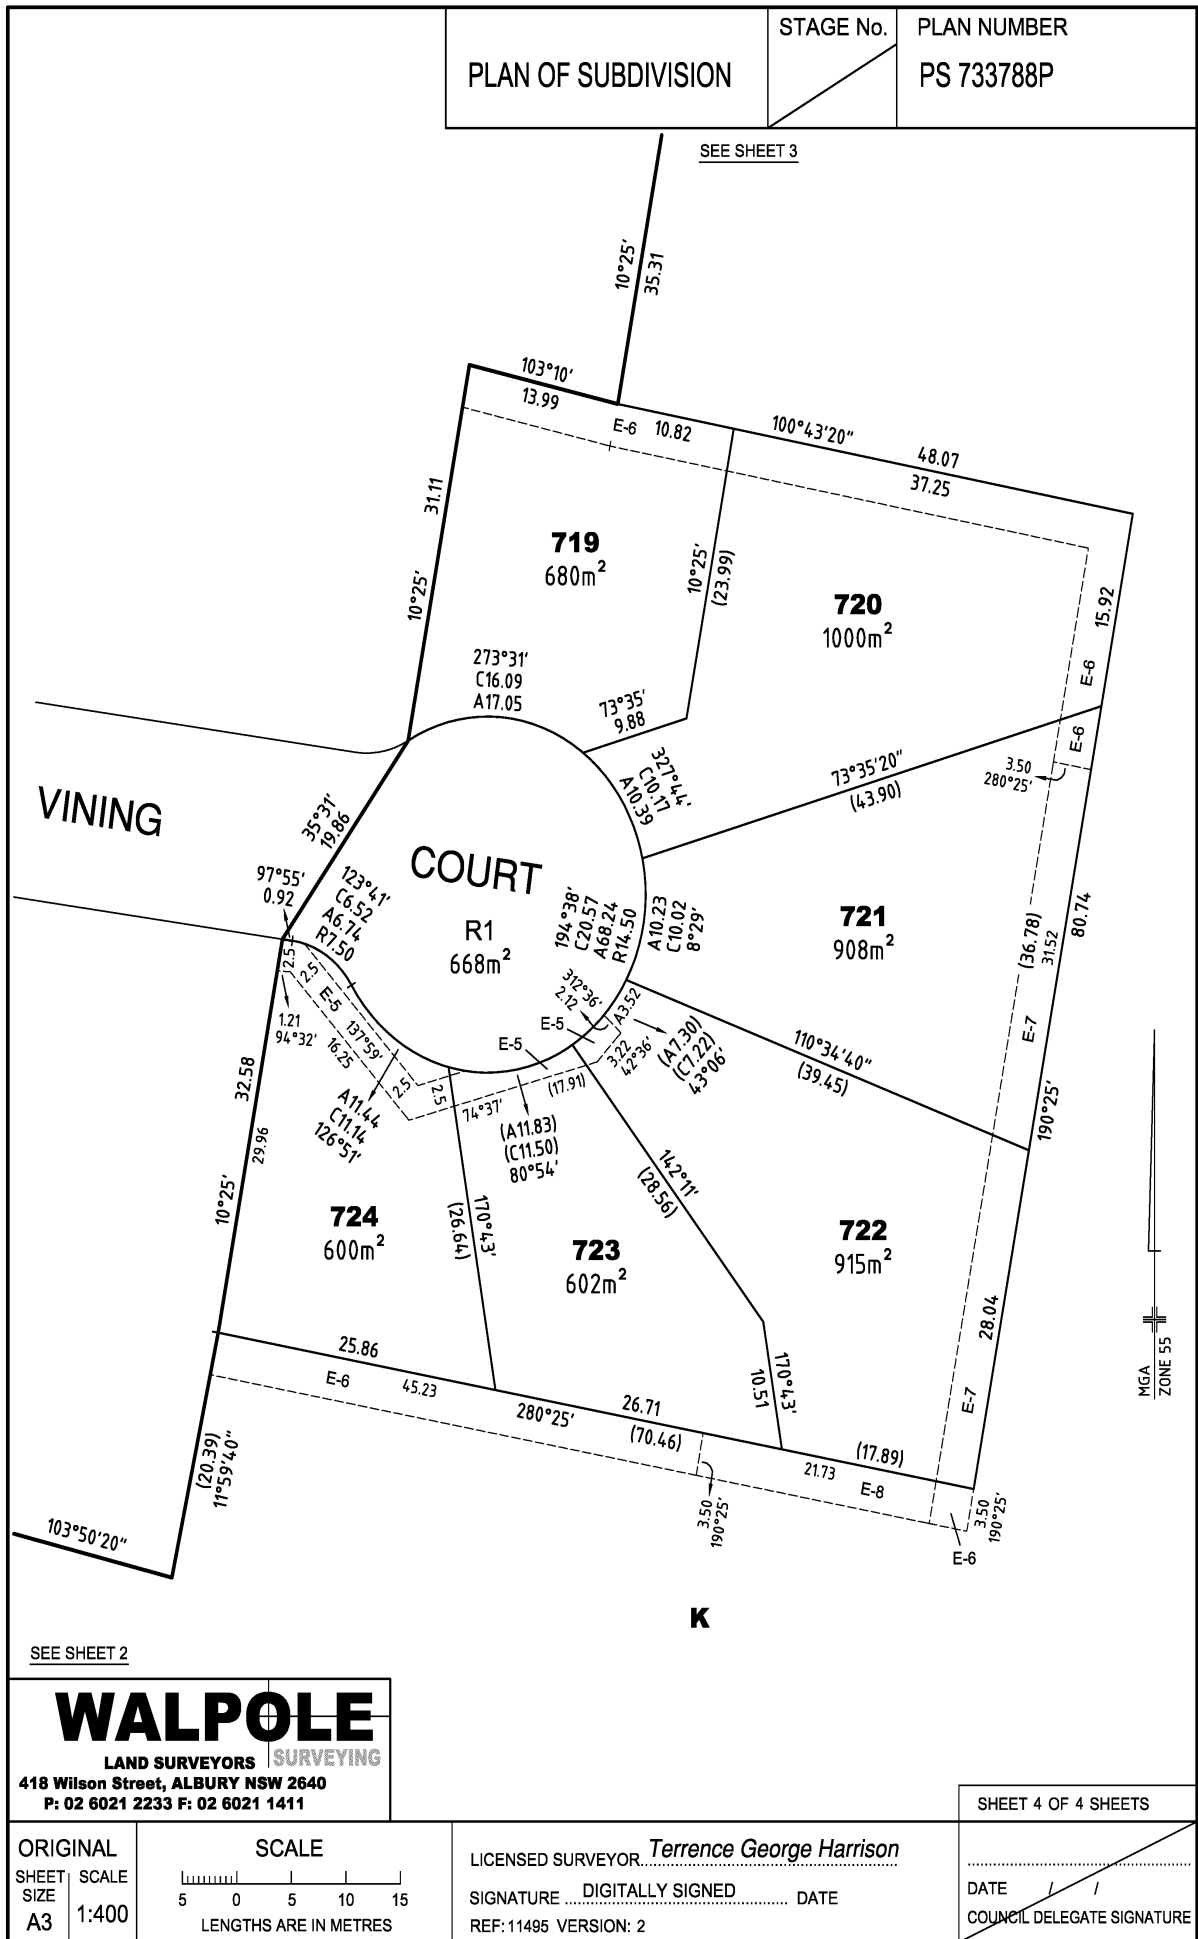 PLAN OF SUBDIVISION
STAGE No.
PLAN NUMBER
PS 733788P
SEE SHEET 3
10°25'
35.31
103°10'
13.99
E-6
10.82
100°43'20"
48.07
37.25
31.11
10°25'
719
680m²
10°25'
(23.99)
720
1000m²
15.92
E-6
273°31'
C16.09
A17.05
73°35'
9.88
327°44'
C10.17
A10.39
73°35'20"
(43.90)
E-6
3.50
280°25'
VINING
COURT
35°31'
19.86
97°55'
0.92
123°41'
C6.52
A6.74
R7.50
R1
668m²
194°38'
C20.57
A68.24
R14.50
A10.23
C10.02
8°29'
721
908m²
(36.78)
31.52
80.74
2.5
2.5
E-5
1.21
94°32'
16.25
137°59'
312°36'
2.12
A3.52
E-5
E-5
3.22
42°36'
(A7.30)
(C7.22)
43°06'
110°34'40"
(39.45)
E-7
190°25'
32.58
29.96
10°25'
A11.44
C11.14
126°51'
2.5
2.5
74°37'
(17.91)
(A11.83)
(C11.50)
80°54'
142°11'
(28.56)
724
600m²
170°43'
(26.64)
723
602m²
722
915m²
28.04
E-7
170°43'
10.51
25.86
E-6
45.23
280°25'
26.71
(70.46)
(17.89)
21.73
E-8
3.50
190°25'
3.50
190°25'
E-6
(20.39)
11°59'40"
103°50'20"
MGA
ZONE 55
K
SEE SHEET 2
WALPOLE
LAND SURVEYORS
SURVEYING
418 Wilson Street, ALBURY NSW 2640
P: 02 6021 2233 F: 02 6021 1411
SHEET 4 OF 4 SHEETS
ORIGINAL
SHEET SIZE
A3
SCALE
1:400
SCALE
5 0 5 10 15
LENGTHS ARE IN METRES
LICENSED SURVEYOR Terrence George Harrison
SIGNATURE DIGITALLY SIGNED DATE
REF: 11495 VERSION: 2
DATE / /
COUNCIL DELEGATE SIGNATURE